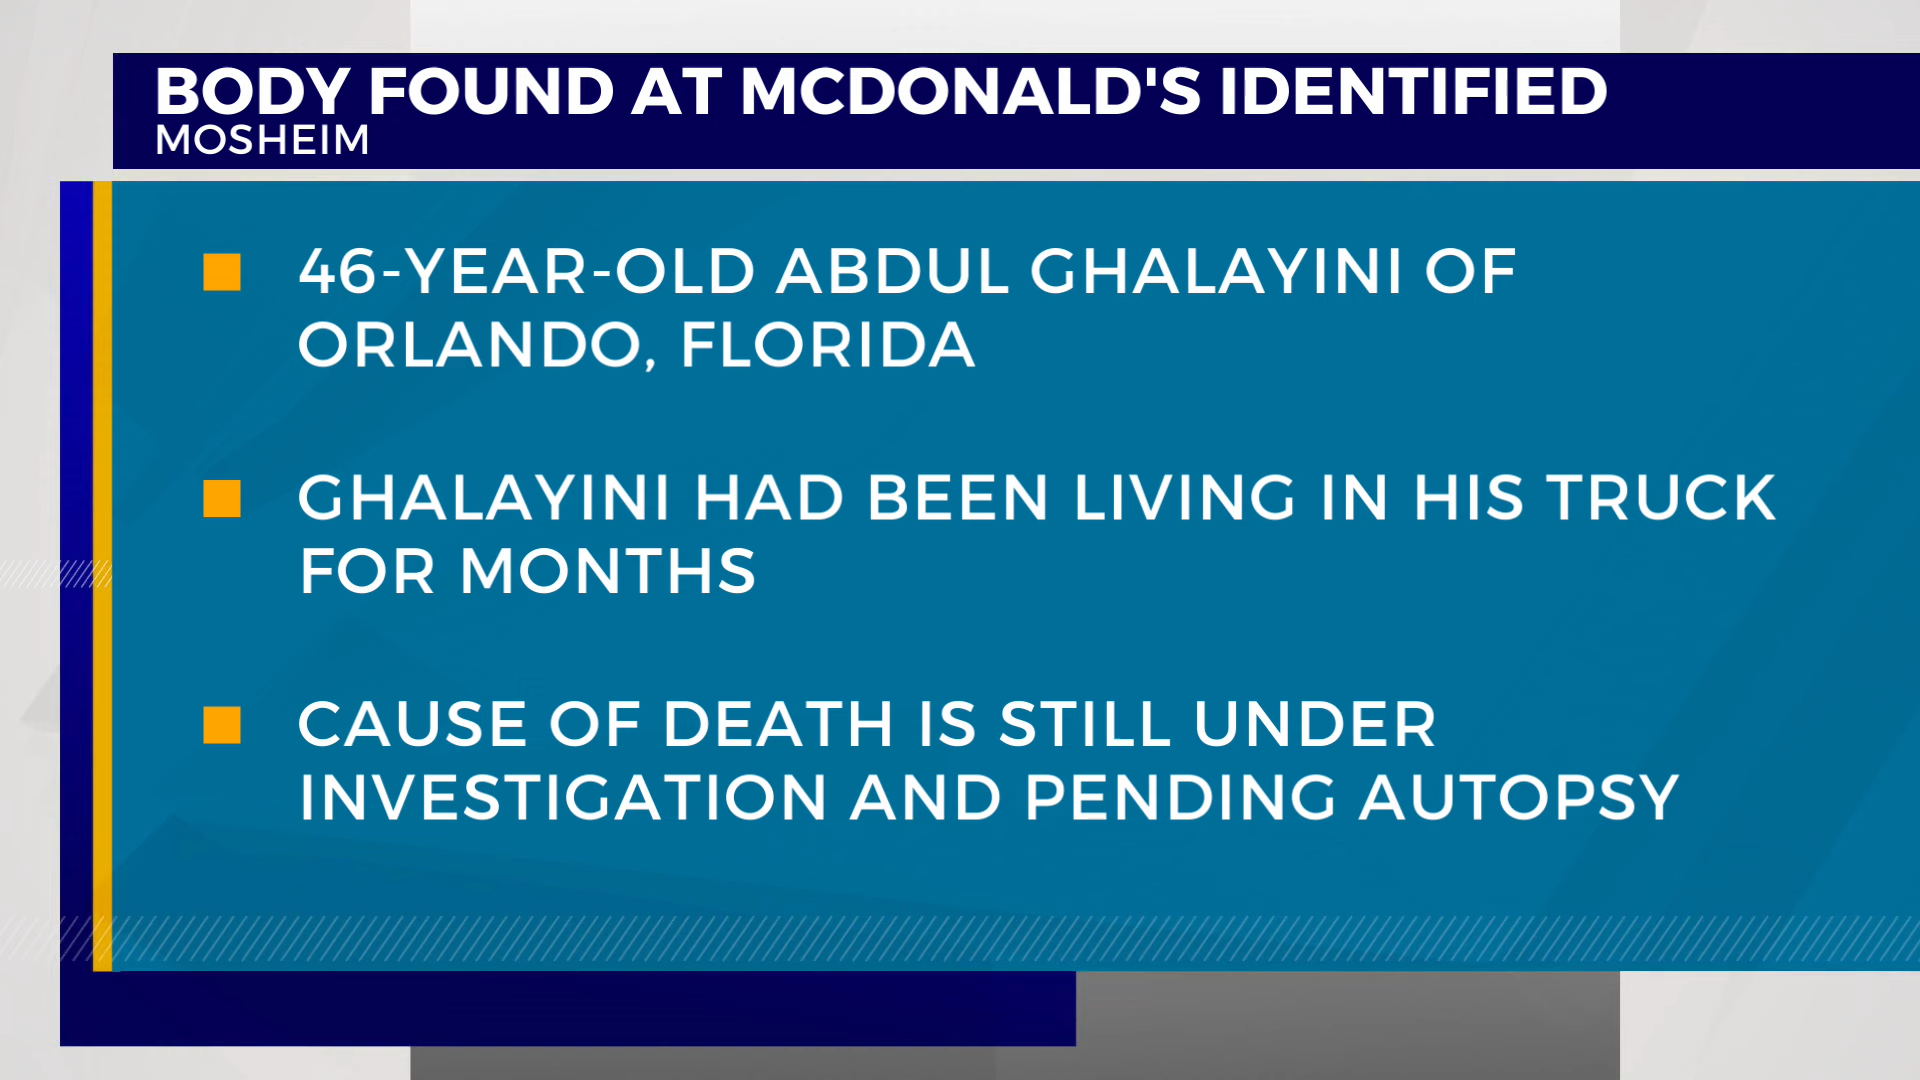 BODY FOUND AT MCDONALD'S IDENTIFIED
MOSHEIM
46-YEAR-OLD ABDUL GHALAYINI OF
ORLANDO, FLORIDA
GHALAYINI HAD BEEN LIVING IN HIS TRUCK
FOR MONTHS
CAUSE OF DEATH IS STILL UNDER
INVESTIGATION AND PENDING AUTOPSY